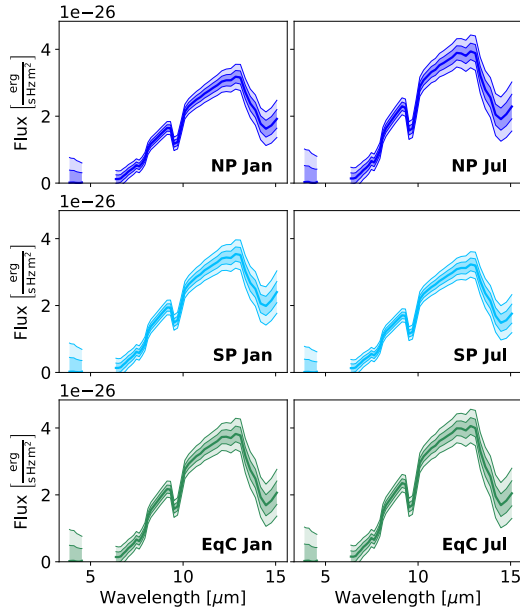 1e−26
Flux [erg / s Hz m²]
4
2
0
NP Jan
NP Jul
1e−26
Flux [erg / s Hz m²]
4
2
0
SP Jan
SP Jul
1e−26
Flux [erg / s Hz m²]
4
2
0
EqC Jan
EqC Jul
5 10 15 5 10 15
Wavelength [μm] Wavelength [μm]